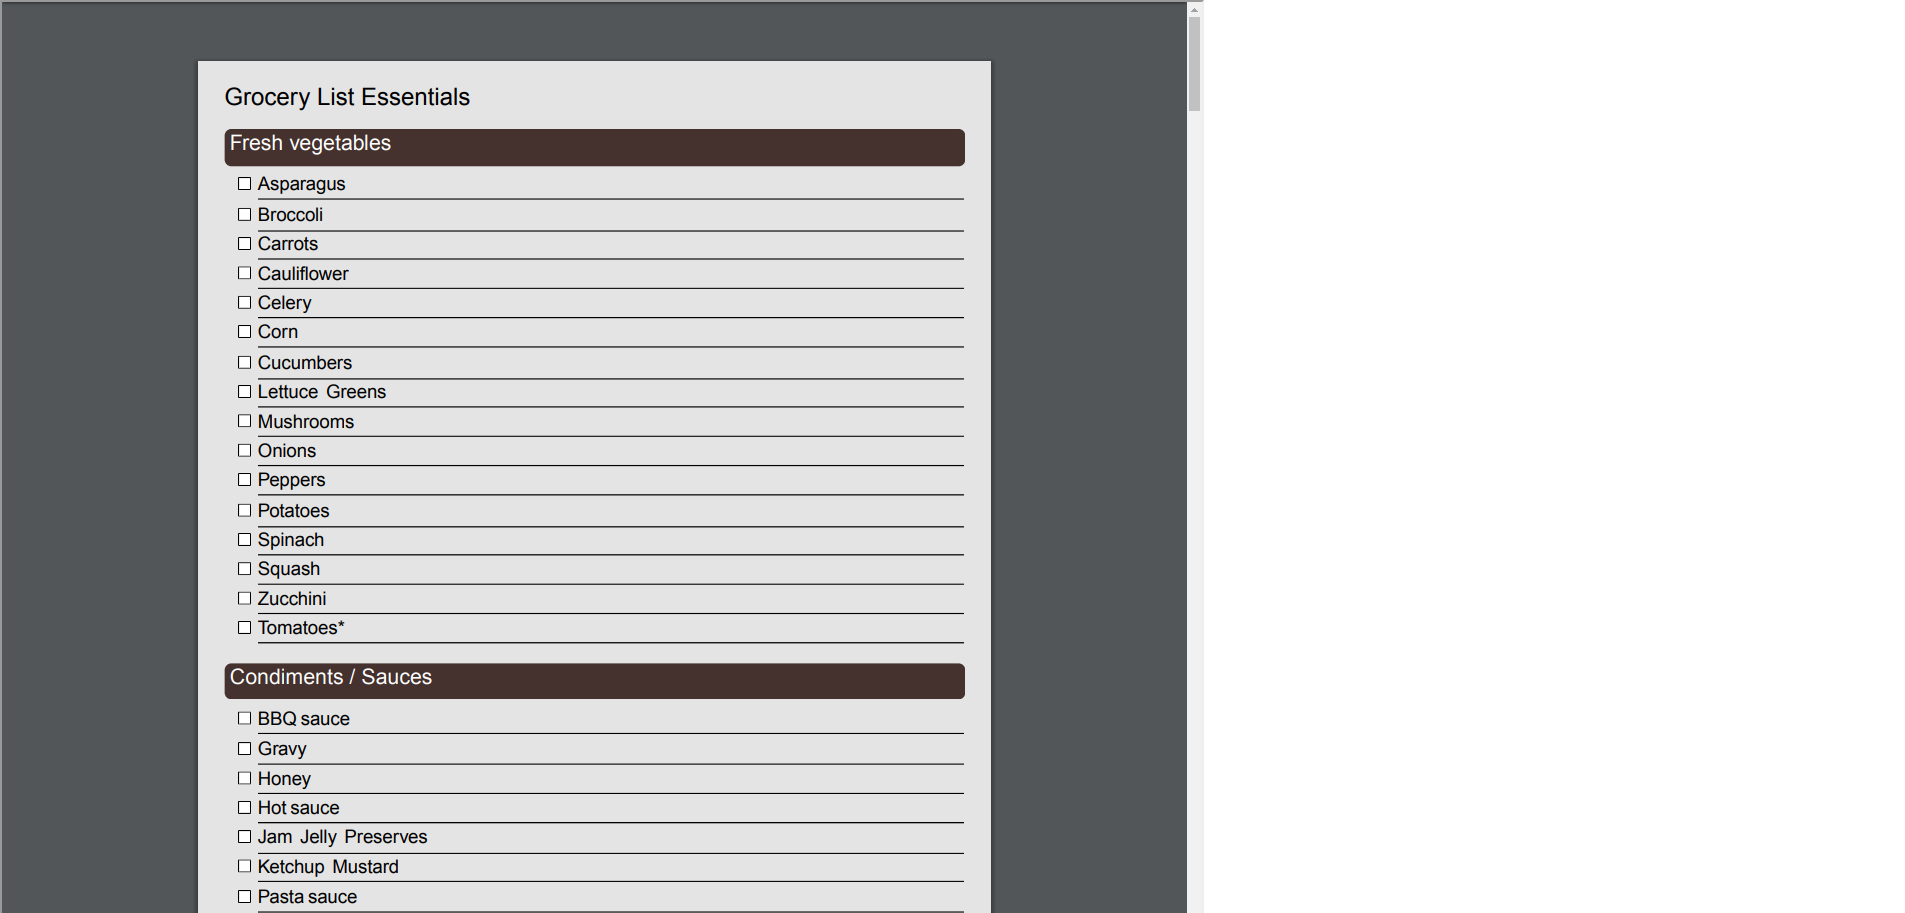 Grocery List Essentials
Fresh vegetables
Asparagus
Broccoli
Carrots
Cauliflower
Celery
Corn
Cucumbers
Lettuce Greens
Mushrooms
Onions
Peppers
Potatoes
Spinach
Squash
Zucchini
Tomatoes*
Condiments / Sauces
BBQ sauce
Gravy
Honey
Hot sauce
Jam Jelly Preserves
Ketchup Mustard
Pasta sauce